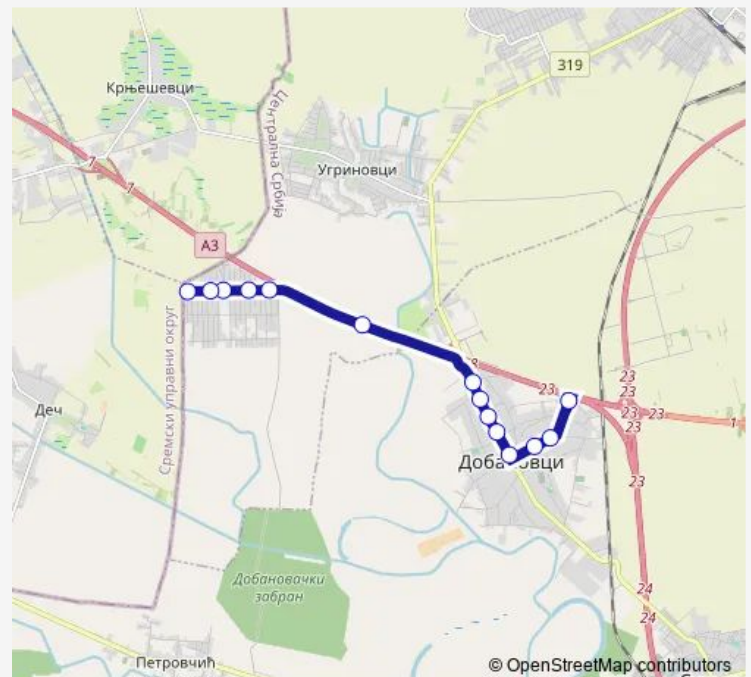 319
Крњешевци
Централна Србија
7
Угриновци
7
A3
Сремски управни округ
8
23
23
23
23
23
23
1
Деч
Добановци
23
Добановачки
забран
24
24
Петровчић
© OpenStreetMap contributors